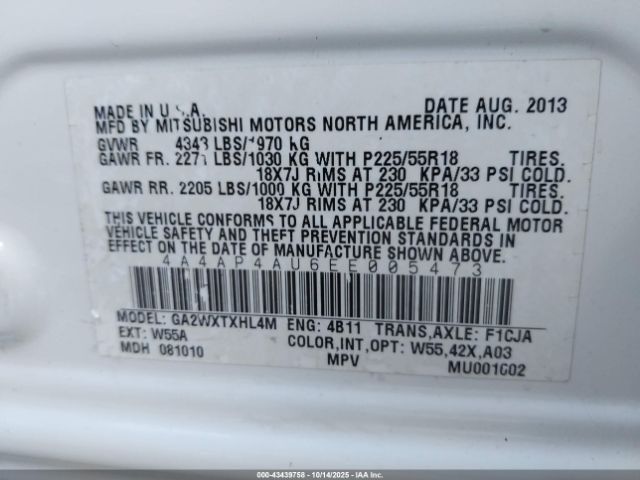 MADE IN U.S.A. DATE AUG. 2013
MFD BY MITSUBISHI MOTORS NORTH AMERICA, INC.
GVWR 4343 LBS/1970 KG
GAWR FR. 2271 LBS/1030 KG WITH P225/55R18 TIRES.
18X7J RIMS AT 230 KPA/33 PSI COLD.
GAWR RR. 2205 LBS/1000 KG WITH P225/55R18 TIRES.
18X7J RIMS AT 230 KPA/33 PSI COLD.
THIS VEHICLE CONFORMS TO ALL APPLICABLE FEDERAL MOTOR
VEHICLE SAFETY AND THEFT PREVENTION STANDARDS IN
EFFECT ON THE DATE OF MANUFACTURE SHOWN ABOVE.
4A4AP4AU6EE005473
MODEL: GA2WXTXHL4M ENG: 4B11 TRANS,AXLE: F1CJA
EXT: W55A COLOR,INT,OPT: W55,42X,A03
MDH 081010 MPV MU001002
000-43439758 - 10/14/2025 - IAAI Inc.